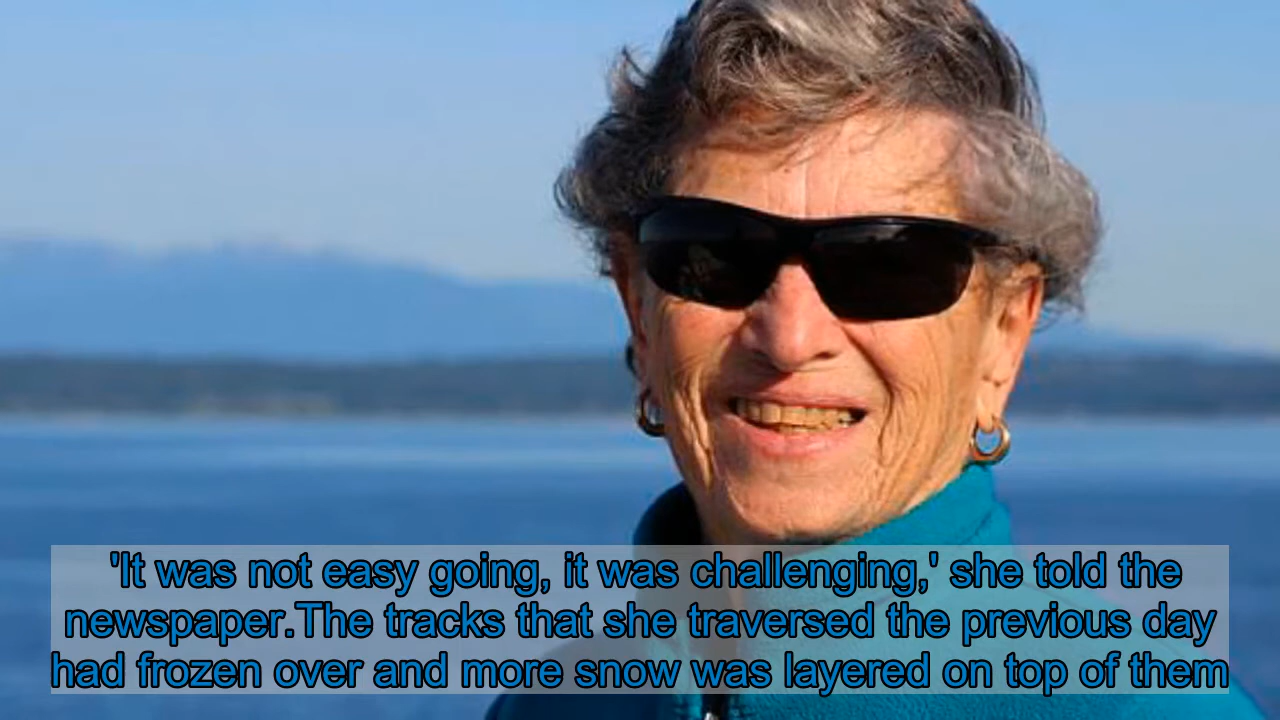 'It was not easy going, it was challenging,' she told the
newspaper.The tracks that she traversed the previous day
had frozen over and more snow was layered on top of them